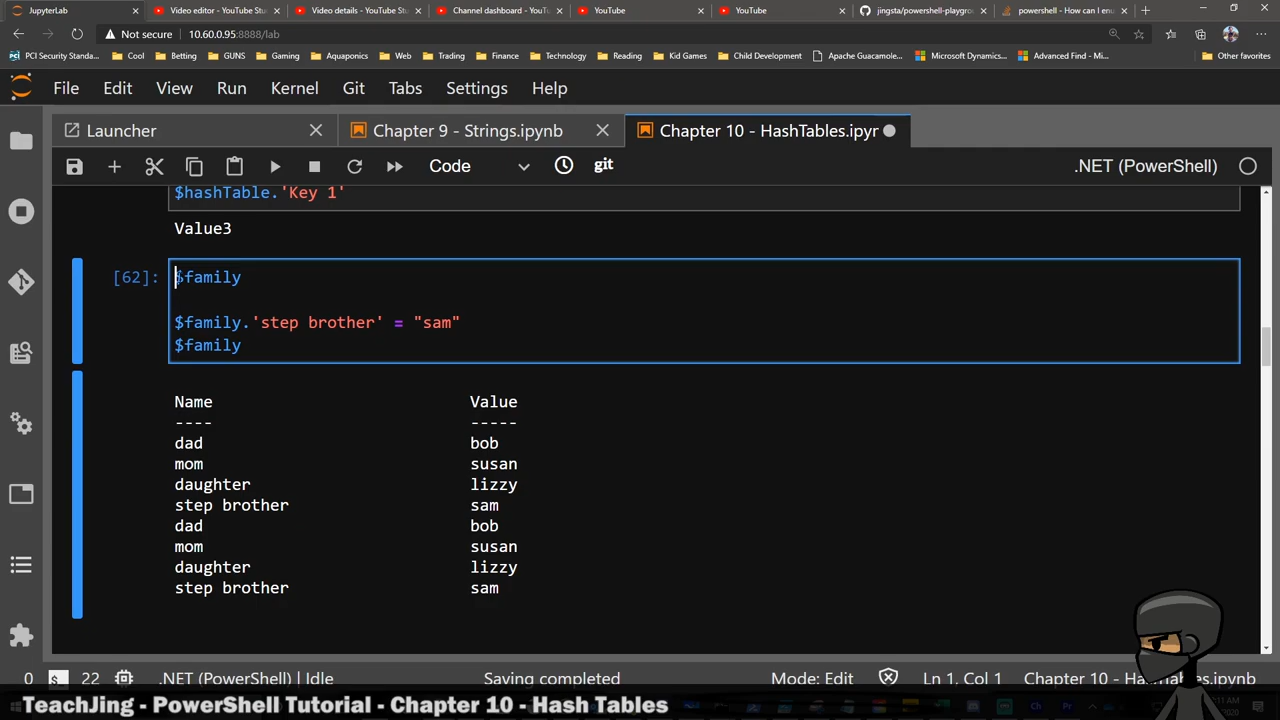 JupyterLab
Video editor - YouTube Stu
Video details - YouTube Stu
Channel dashboard - YouTu
YouTube
YouTube
jingsta/powershell-playgro
powershell - How can I enu
Not secure
10.60.0.95:8888/lab
PCI Security Standa...
Cool
Betting
GUNS
Gaming
Aquaponics
Web
Trading
Finance
Technology
Reading
Kid Games
Child Development
Apache Guacamole...
Microsoft Dynamics...
Advanced Find - Mi...
Other favorites
File Edit View Run Kernel Git Tabs Settings Help
Launcher
Chapter 9 - Strings.ipynb
Chapter 10 - HashTables.ipyr
Code
git
.NET (PowerShell)
$hashTable.'Key 1'
Value3
[62]:
$family
$family.'step brother' = "sam"
$family
Name Value
---- -----
dad bob
mom susan
daughter lizzy
step brother sam
dad bob
mom susan
daughter lizzy
step brother sam
0 $_ 22 .NET (PowerShell) | Idle Saving completed Mode: Edit Ln 1, Col 1 Chapter 10 - HashTables.ipynb
TeachJing - PowerShell Tutorial - Chapter 10 - Hash Tables